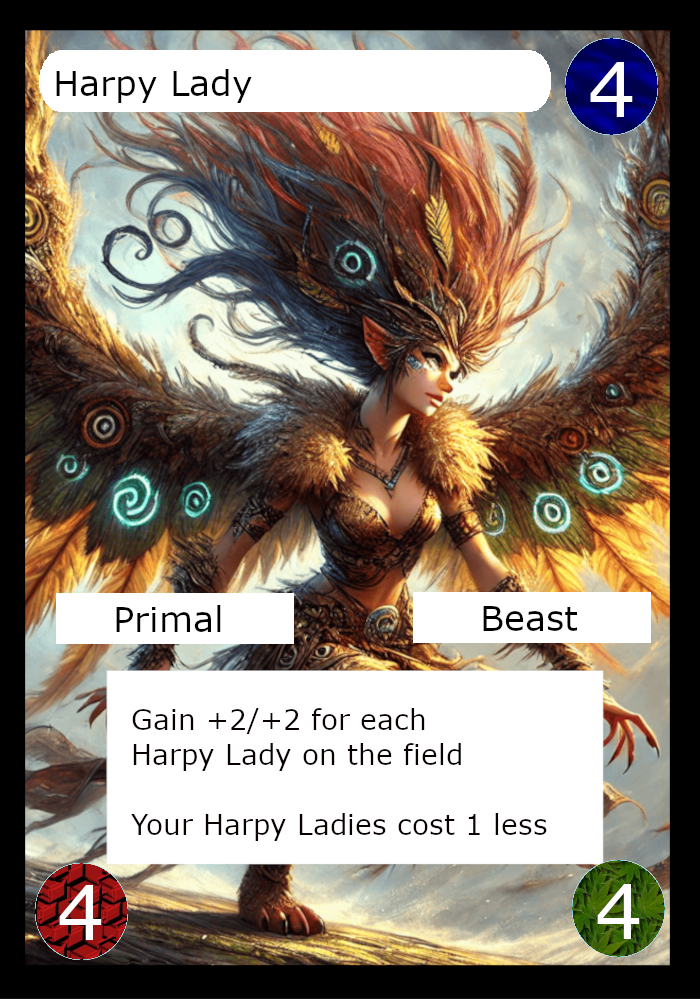 Harpy Lady
4
Primal
Beast
Gain +2/+2 for each
Harpy Lady on the field
Your Harpy Ladies cost 1 less
4
4